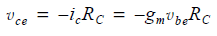 v_ce = −i_c R_C = −g_m v_be R_C